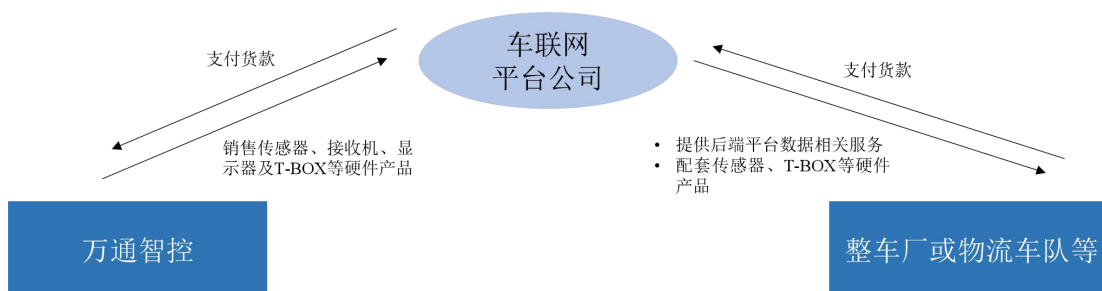 车联网
平台公司
支付货款
支付货款
销售传感器、接收机、显
示器及T-BOX等硬件产品
• 提供后端平台数据相关服务
• 配套传感器、T-BOX等硬件
产品
万通智控
整车厂或物流车队等